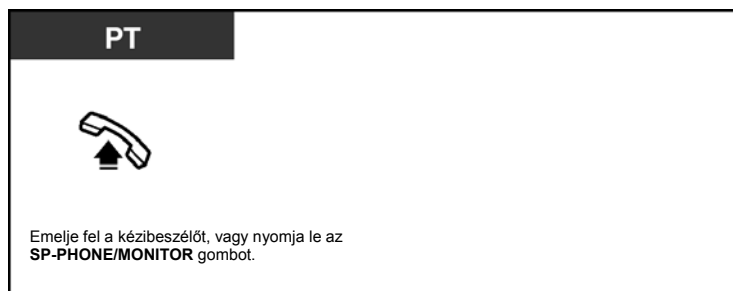 PT
Emelje fel a kézibeszélőt, vagy nyomja le az
SP-PHONE/MONITOR gombot.